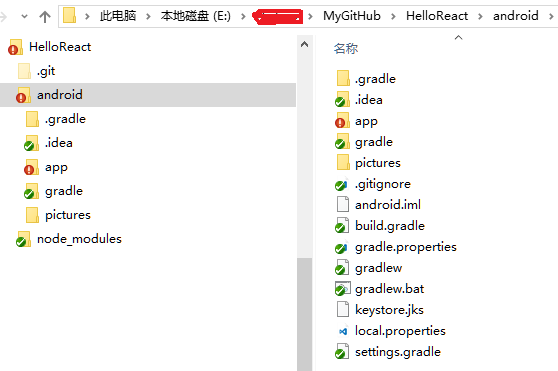 此电脑 > 本地磁盘 (E:) > MyGitHub > HelloReact > android >
HelloReact
.git
android
.gradle
.idea
app
gradle
pictures
node_modules
名称
.gradle
.idea
app
gradle
pictures
.gitignore
android.iml
build.gradle
gradle.properties
gradlew
gradlew.bat
keystore.jks
local.properties
settings.gradle